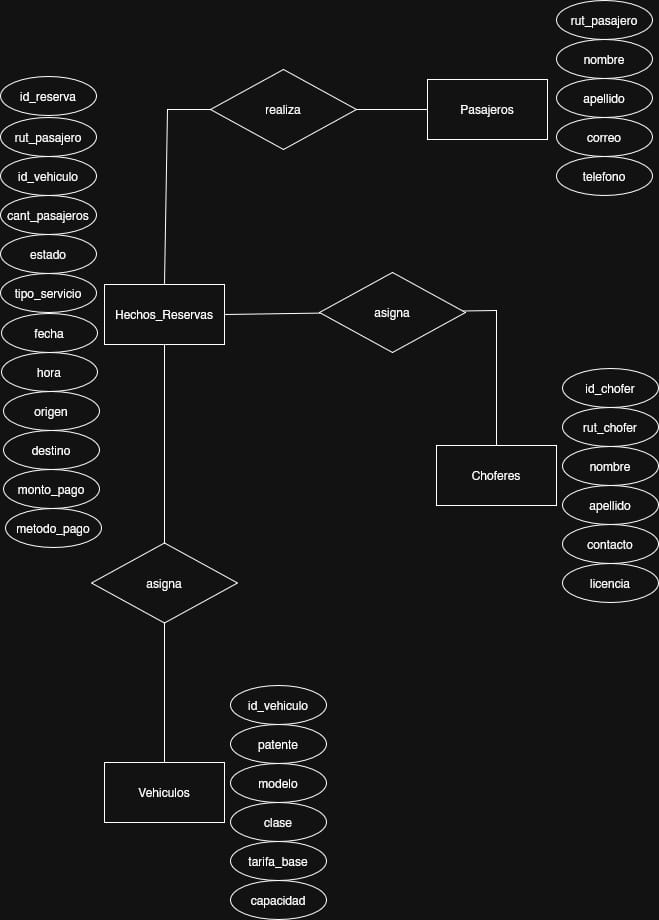 rut_pasajero
nombre
apellido
correo
telefono
realiza
Pasajeros
id_reserva
rut_pasajero
id_vehiculo
cant_pasajeros
estado
tipo_servicio
fecha
hora
origen
destino
monto_pago
metodo_pago
Hechos_Reservas
asigna
id_chofer
rut_chofer
nombre
apellido
contacto
licencia
Choferes
asigna
id_vehiculo
patente
modelo
clase
tarifa_base
capacidad
Vehiculos